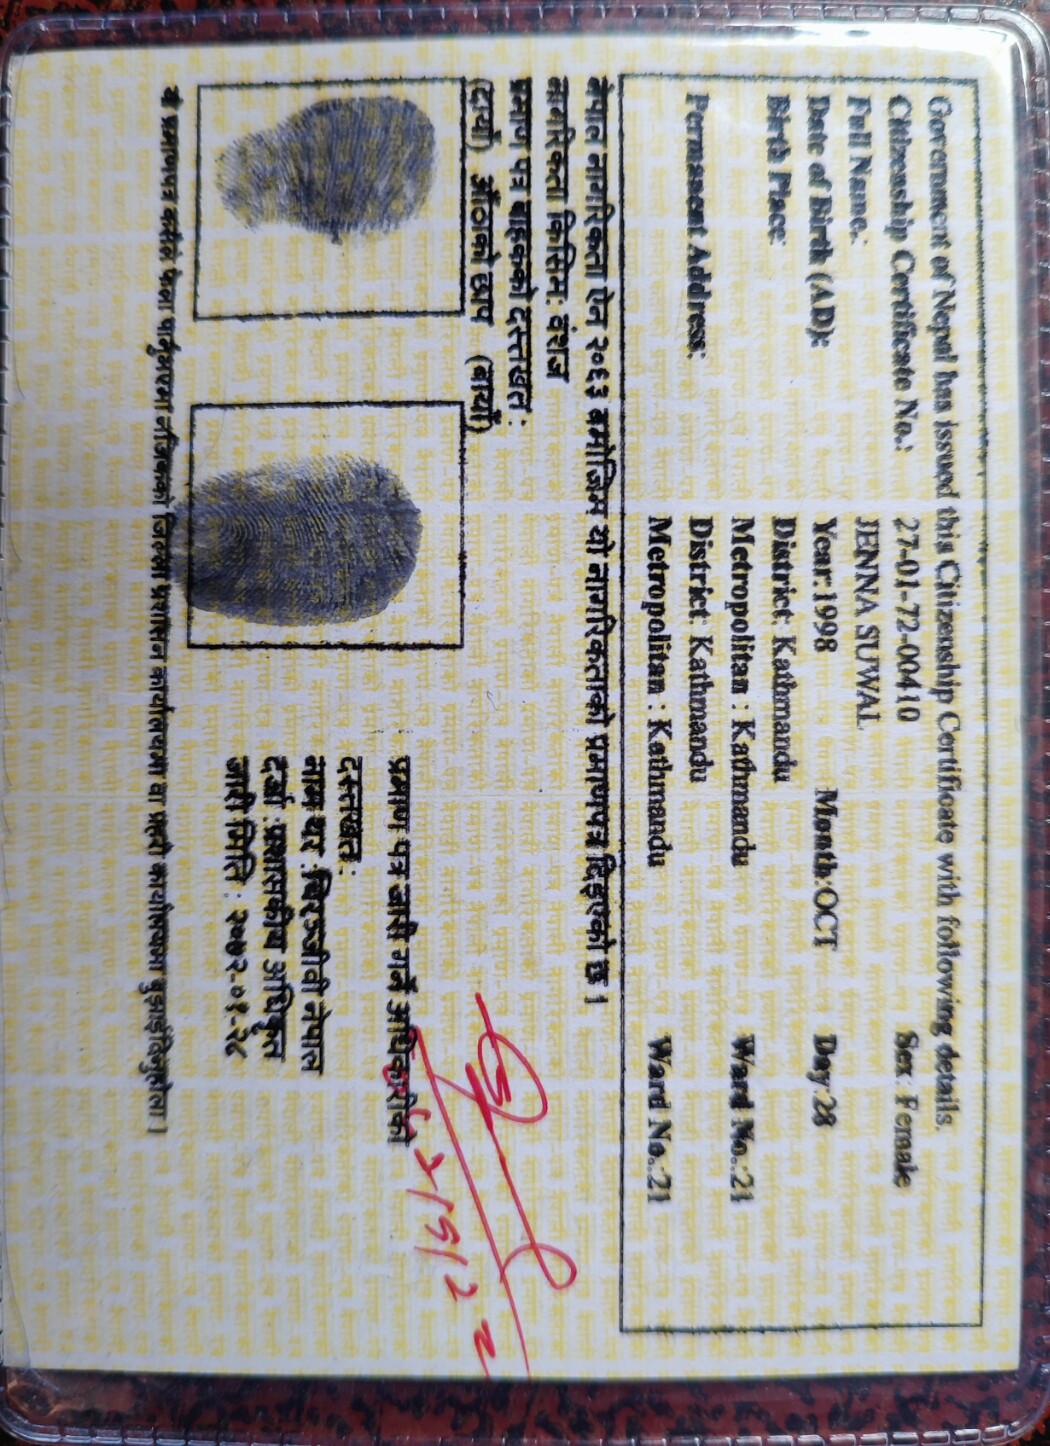 Government of Nepal has issued this Citizenship Certificate with following details.
Citizenship Certificate No.: 27-01-72-00410 Sex: Female
Full Name: JENNA SUWAL
Date of Birth (AD): Year:1998 Month:OCT Day:28
Birth Place: District: Kathmandu
Metropolitan : Kathmandu Ward No.:21
Permanent Address: District: Kathmandu
Metropolitan : Kathmandu Ward No.:21
नेपाल नागरिकता ऐन २०६३ बमोजिम यो नागरिकताको प्रमाणपत्र दिइएको छ ।
नागरिकता किसिम: वंशज
प्रमाण पत्र वाहकको दस्तखत :
(दायाँ) औंठाको छाप (बायाँ)
प्रमाण पत्र जारी गर्ने अधिकारीको
दस्तखत :
नाम थर : चिरञ्जीवी नेपाल
दर्जा : प्रशासकीय अधिकृत
जारी मिति : २०७२-०१-२८
यो प्रमाणपत्र कसैले फेला पारेमा नजिकको जिल्ला प्रशासन कार्यालयमा वा प्रहरी कार्यालयमा बुझाइदिनुहोला ।